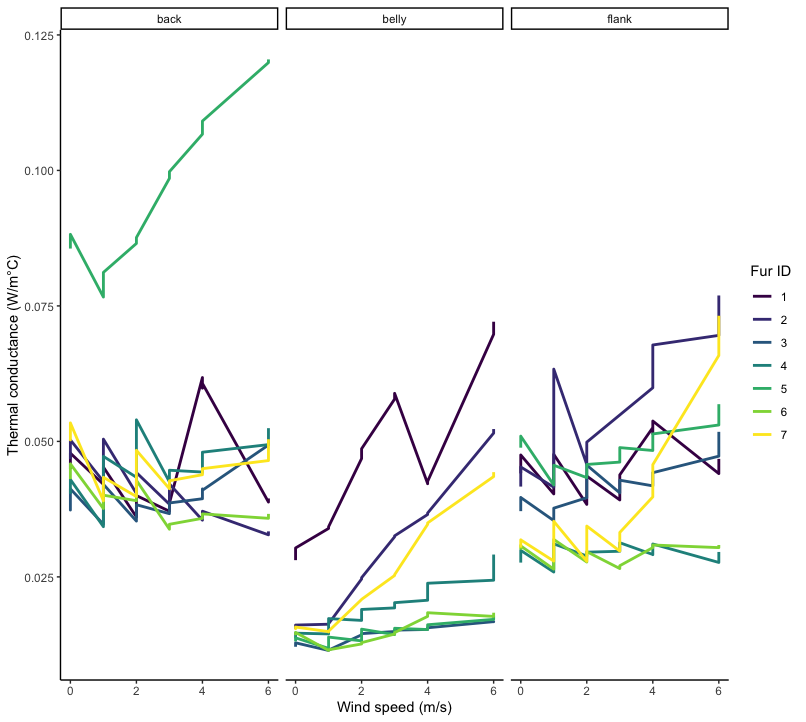 back belly flank
0.125
0.100
0.075
0.050
0.025
Thermal conductance (W/m°C)
0 2 4 6 0 2 4 6 0 2 4 6
Wind speed (m/s)
Fur ID
1
2
3
4
5
6
7